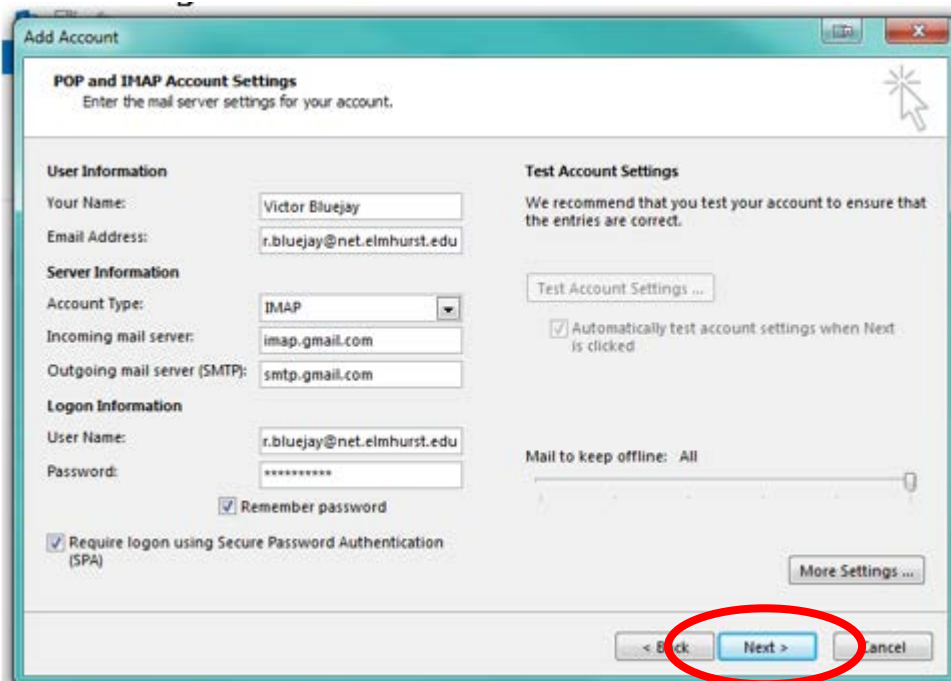 Add Account
POP and IMAP Account Settings
Enter the mail server settings for your account.
User Information
Your Name: Victor Bluejay
Email Address: r.bluejay@net.elmhurst.edu
Server Information
Account Type: IMAP
Incoming mail server: imap.gmail.com
Outgoing mail server (SMTP): smtp.gmail.com
Logon Information
User Name: r.bluejay@net.elmhurst.edu
Password: **********
Remember password
Require logon using Secure Password Authentication
(SPA)
Test Account Settings
We recommend that you test your account to ensure that
the entries are correct.
Test Account Settings ...
Automatically test account settings when Next
is clicked
Mail to keep offline: All
More Settings ...
< Back
Next >
Cancel